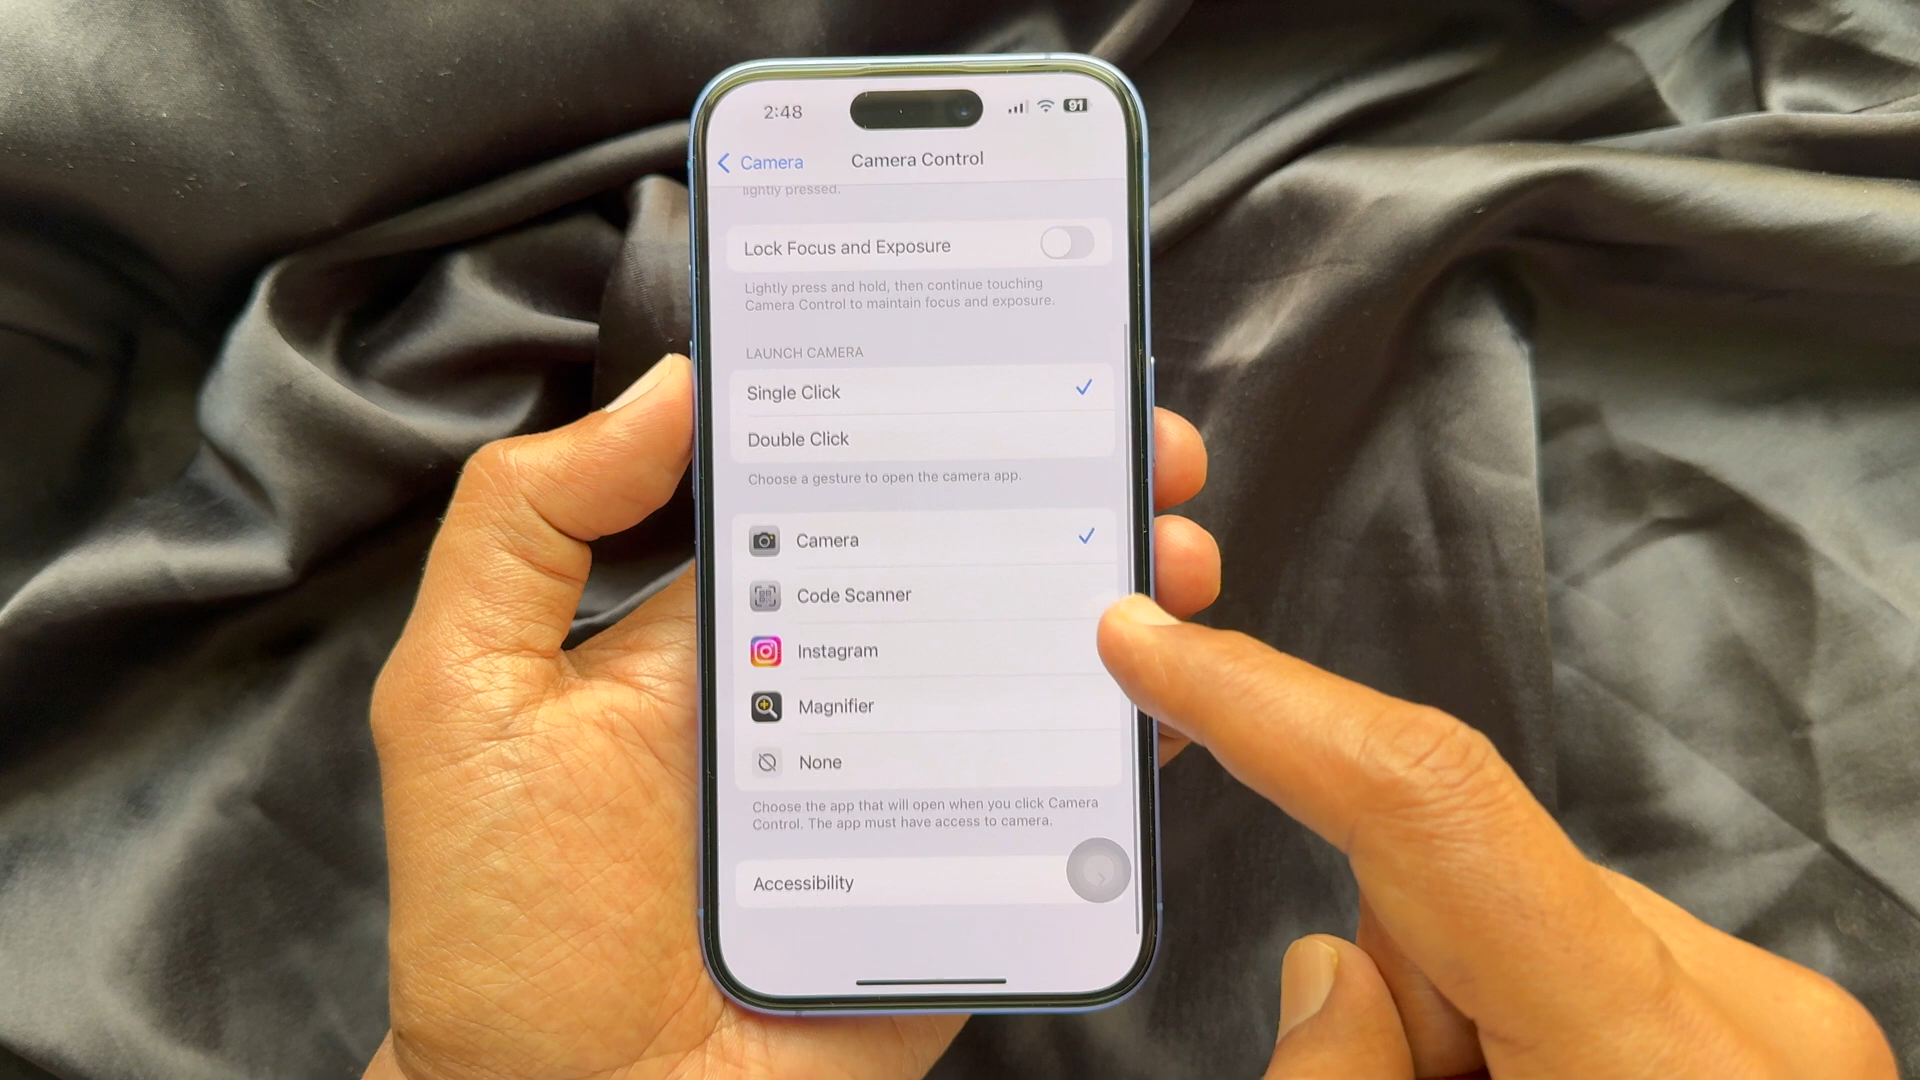 2:48
91
Camera
Camera Control
lightly pressed.
Lock Focus and Exposure
Lightly press and hold, then continue touching
Camera Control to maintain focus and exposure.
LAUNCH CAMERA
Single Click
Double Click
Choose a gesture to open the camera app.
Camera
Code Scanner
Instagram
Magnifier
None
Choose the app that will open when you click Camera
Control. The app must have access to camera.
Accessibility